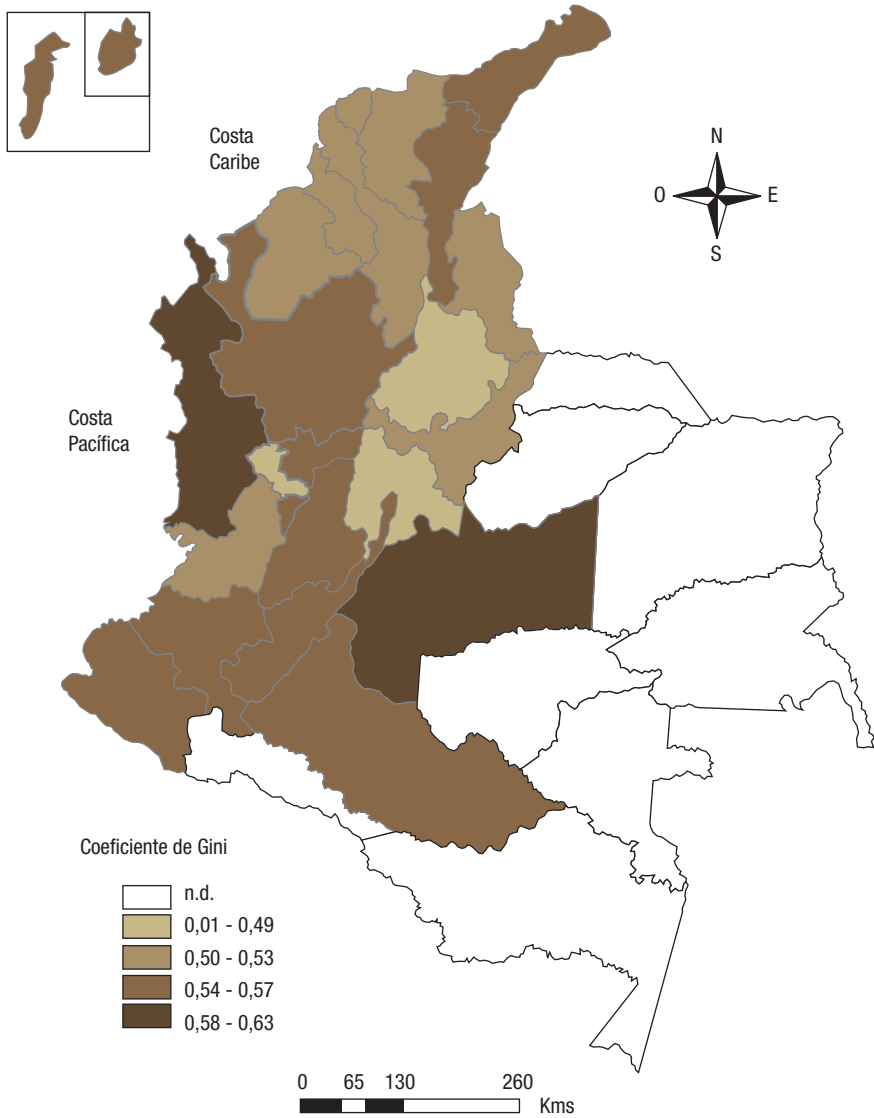 Costa
Caribe
N
O
E
S
Costa
Pacífica
Coeficiente de Gini
n.d.
0,01 - 0,49
0,50 - 0,53
0,54 - 0,57
0,58 - 0,63
0 65 130 260
Kms